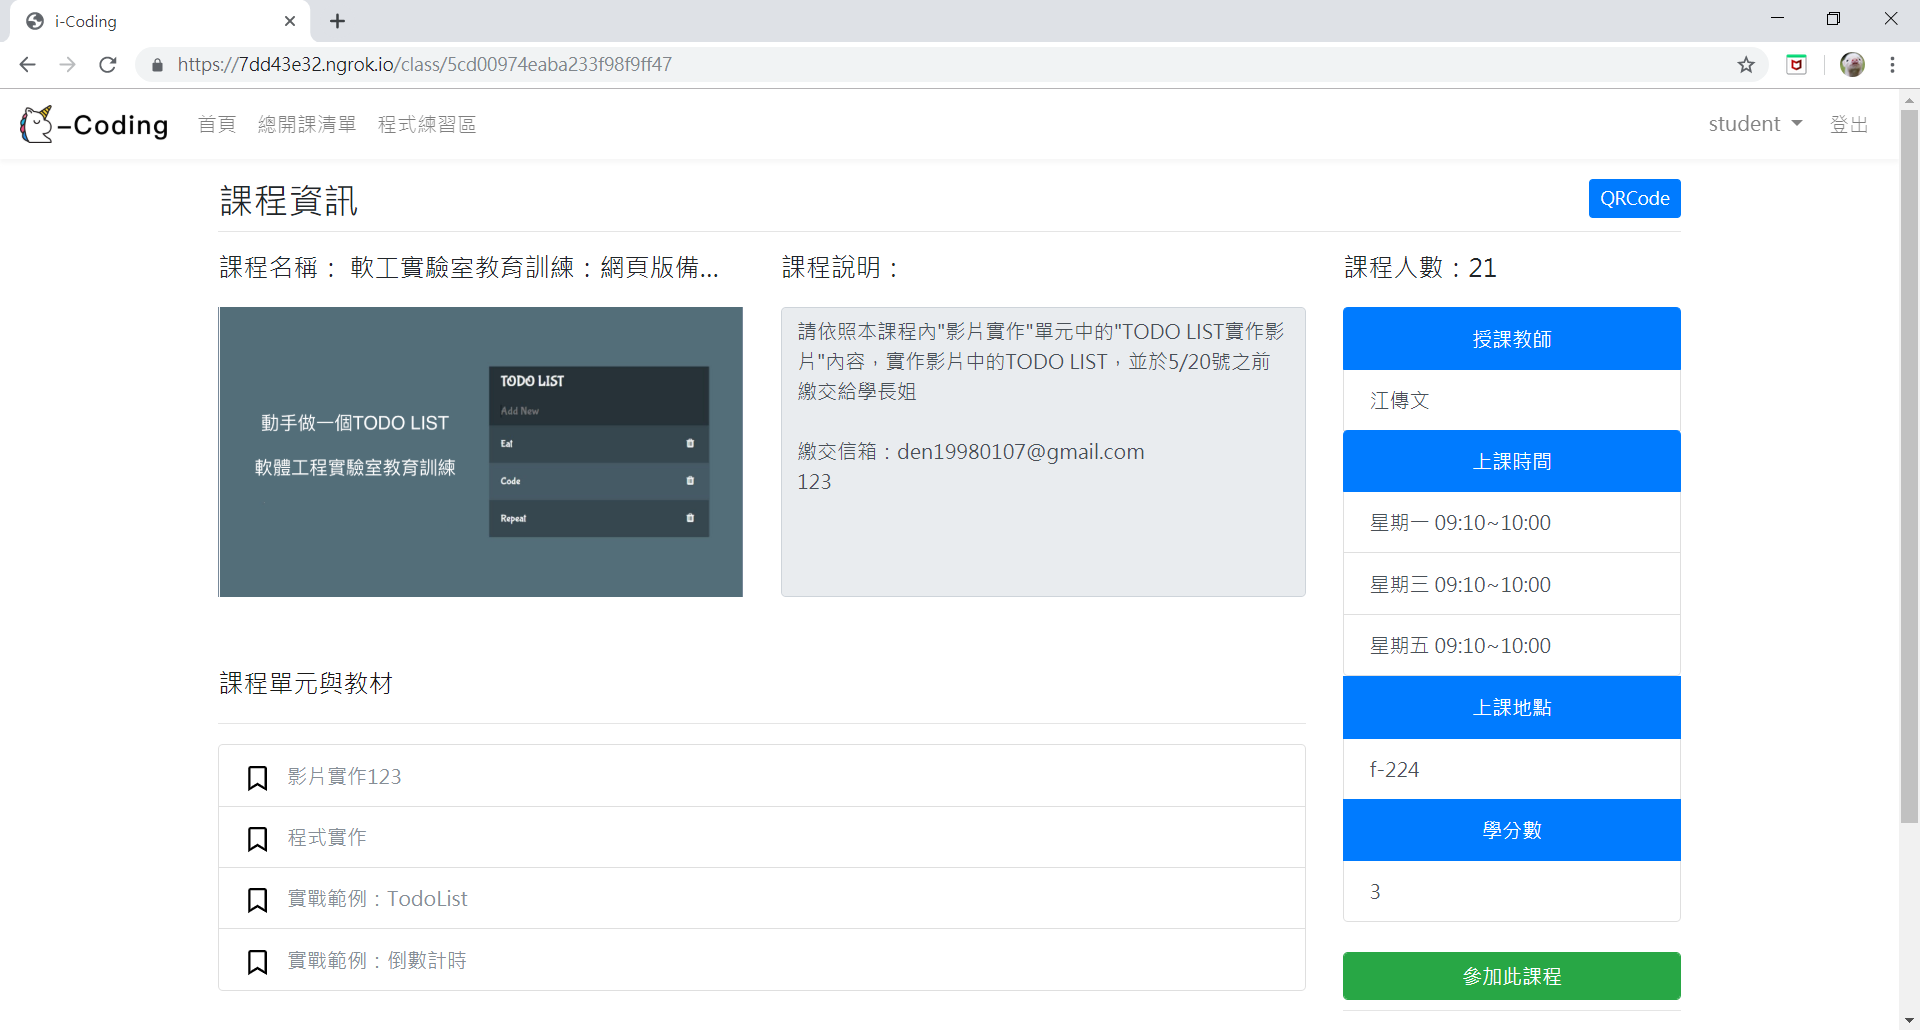 i-Coding
https://7dd43e32.ngrok.io/class/5cd00974eaba233f98f9ff47
-Coding 首頁 總開課清單 程式練習區 student 登出
課程資訊
QRCode
課程名稱： 軟工實驗室教育訓練：網頁版備...
動手做一個TODO LIST
軟體工程實驗室教育訓練
TODO LIST
Add New
Eat
Code
Repeat
課程說明：
請依照本課程內"影片實作"單元中的"TODO LIST實作影
片"內容，實作影片中的TODO LIST，並於5/20號之前
繳交給學長姐
繳交信箱：den19980107@gmail.com
123
課程人數：21
授課教師
江傳文
上課時間
星期一 09:10~10:00
星期三 09:10~10:00
星期五 09:10~10:00
上課地點
f-224
學分數
3
參加此課程
課程單元與教材
影片實作123
程式實作
實戰範例：TodoList
實戰範例：倒數計時